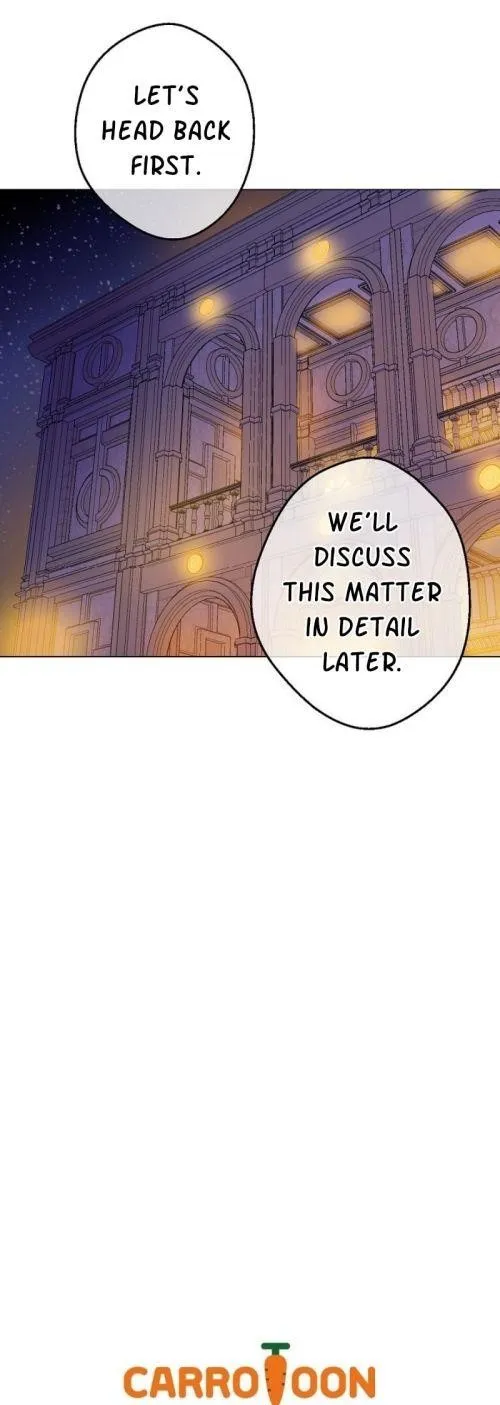 LET'S
HEAD BACK
FIRST.
WE'LL
DISCUSS
THIS MATTER
IN DETAIL
LATER.
CARROTOON